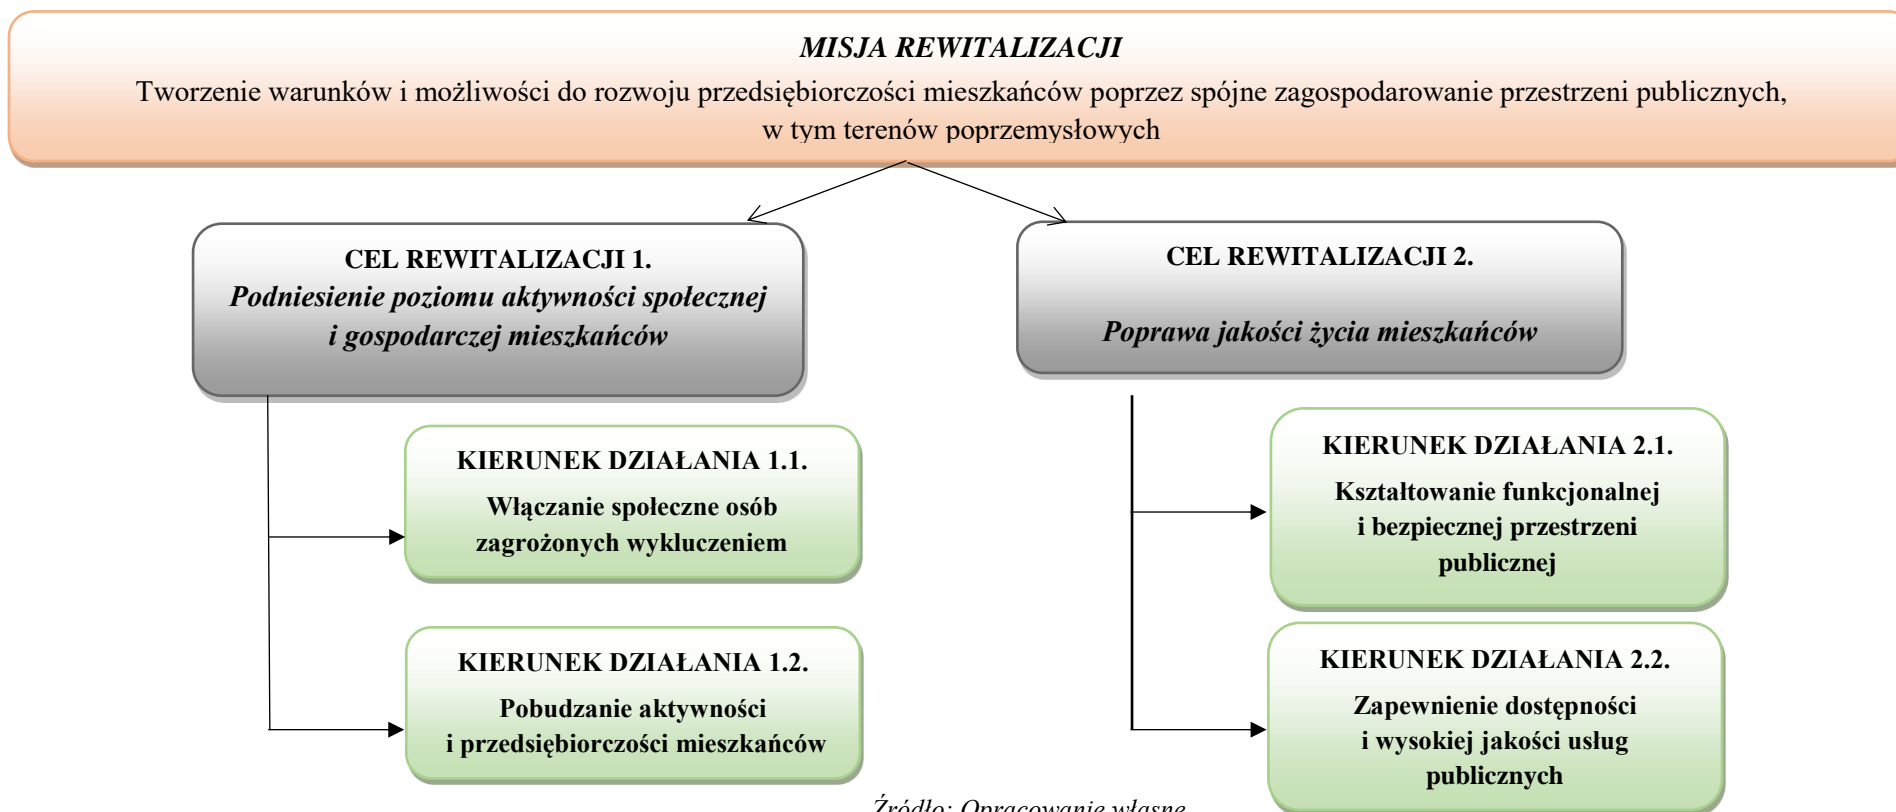 MISJA REWITALIZACJI
Tworzenie warunków i możliwości do rozwoju przedsiębiorczości mieszkańców poprzez spójne zagospodarowanie przestrzeni publicznych,
w tym terenów poprzemysłowych
CEL REWITALIZACJI 1.
Podniesienie poziomu aktywności społecznej
i gospodarczej mieszkańców
CEL REWITALIZACJI 2.
Poprawa jakości życia mieszkańców
KIERUNEK DZIAŁANIA 1.1.
Włączanie społeczne osób
zagrożonych wykluczeniem
KIERUNEK DZIAŁANIA 1.2.
Pobudzanie aktywności
i przedsiębiorczości mieszkańców
KIERUNEK DZIAŁANIA 2.1.
Kształtowanie funkcjonalnej
i bezpiecznej przestrzeni
publicznej
KIERUNEK DZIAŁANIA 2.2.
Zapewnienie dostępności
i wysokiej jakości usług
publicznych
Źródło: Opracowanie własne